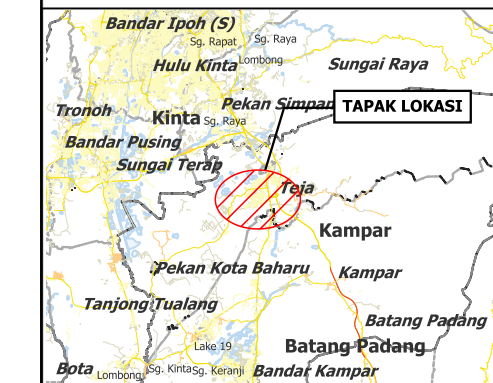 Bandar Ipoh (S)
Sg. Rapat
Sg. Raya
Hulu Kinta
Lombong
Sungai Raya
Tronoh
Pekan Simpan
TAPAK LOKASI
Kinta
Sg. Raya
Bandar Pusing
Sungai Terap
Teja
Kampar
Pekan Kota Baharu
Kampar
Tanjong Tualang
Batang Padang
Lake 19
Batang Padang
Bota
Lombong
Sg. Kinta
Sg. Keranji
Bandar Kampar